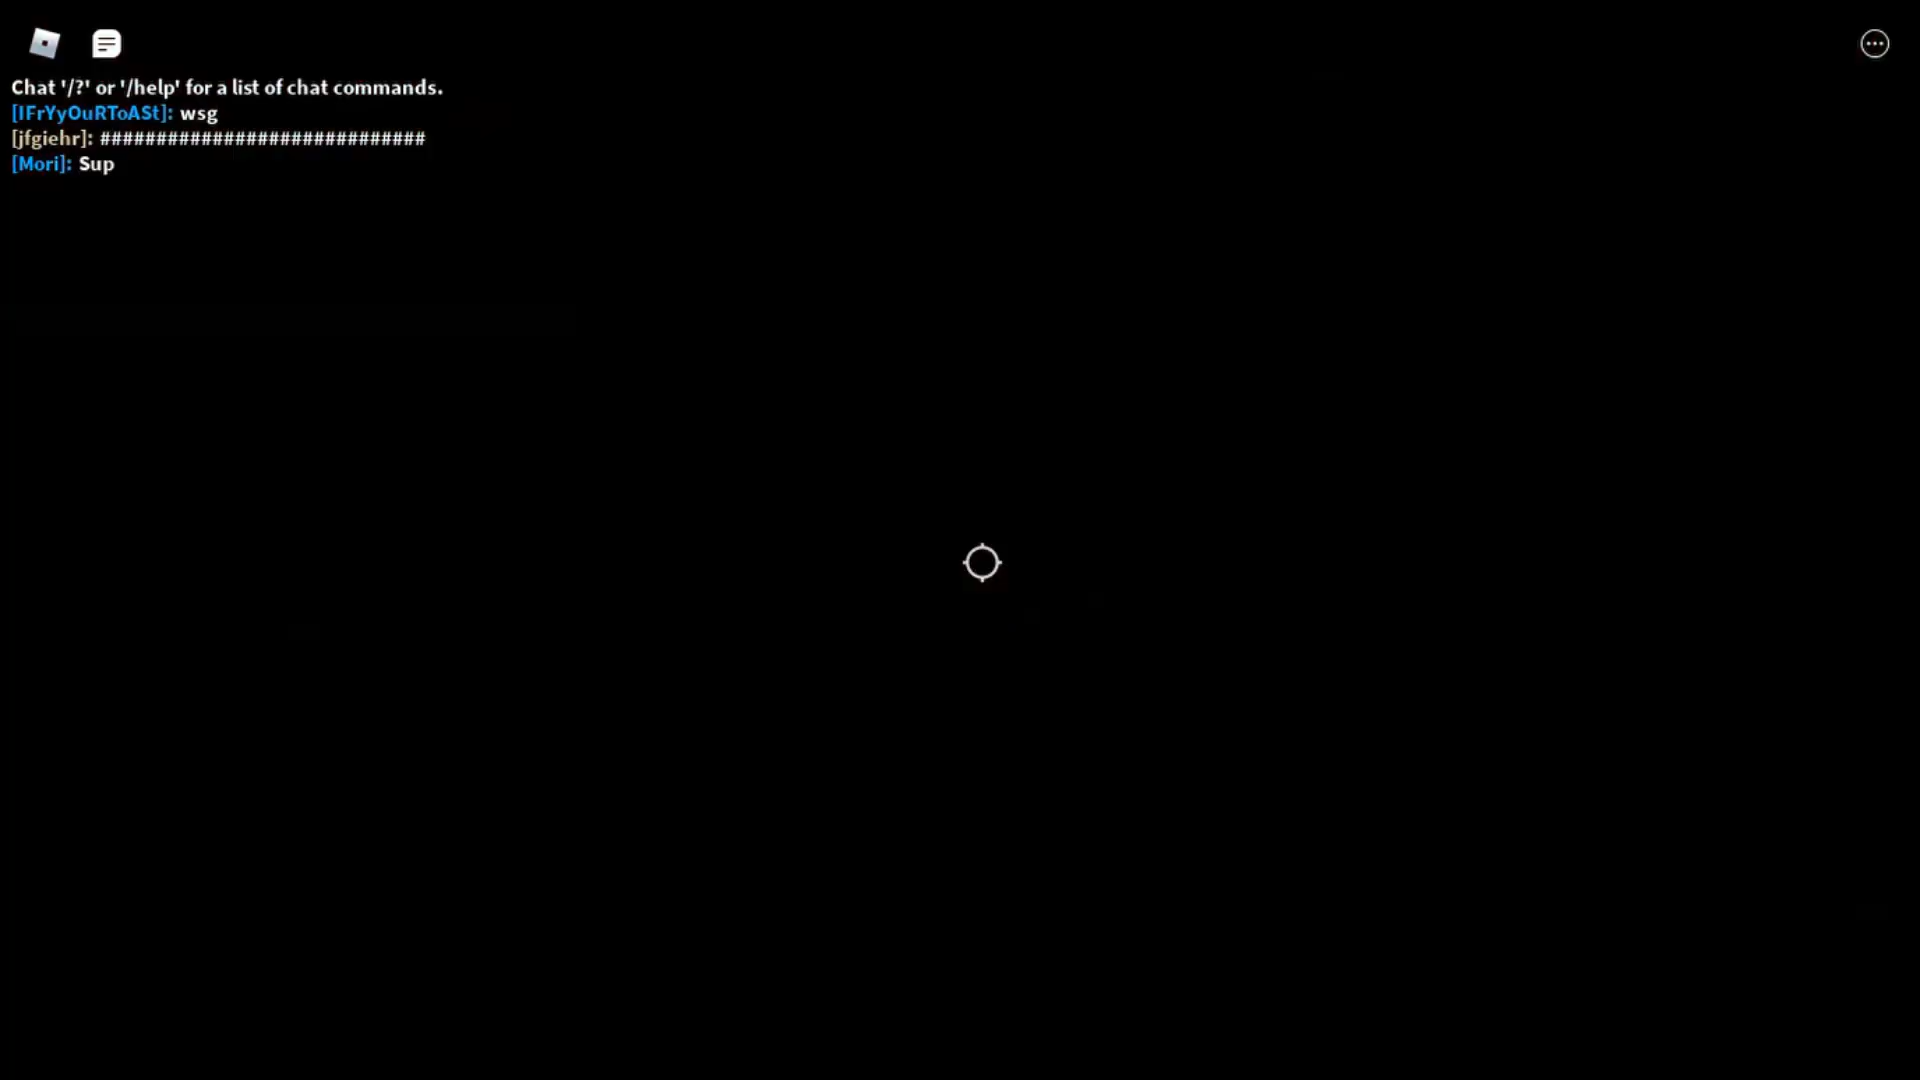 Chat '/?' or '/help' for a list of chat commands.
[IFrYyOuRToASt]: wsg
[jfgiehr]: #############################
[Mori]: Sup